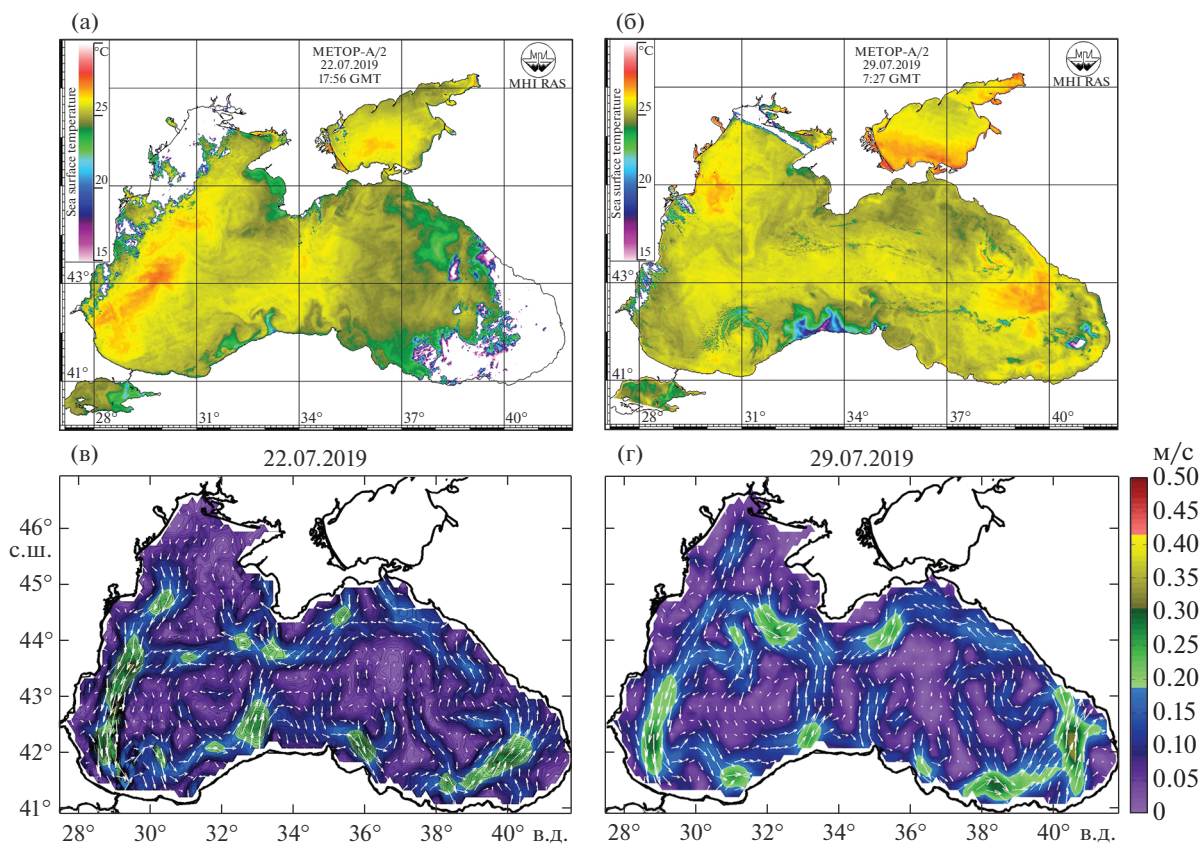 (а)
°C
25
20
15
Sea surface temperature
МЕТОР-А/2
22.07.2019
17:56 GMT
МГИ
MHI RAS
43°
41°
28° 31° 34° 37° 40°
(б)
°C
25
20
15
Sea surface temperature
МЕТОР-А/2
29.07.2019
7:27 GMT
МГИ
MHI RAS
43°
41°
28° 31° 34° 37° 40°
(в)
22.07.2019
46°
с.ш.
45°
44°
43°
42°
41°
28° 30° 32° 34° 36° 38° 40° в.д.
(г)
29.07.2019
28° 30° 32° 34° 36° 38° 40° в.д.
м/с
0.50
0.45
0.40
0.35
0.30
0.25
0.20
0.15
0.10
0.05
0